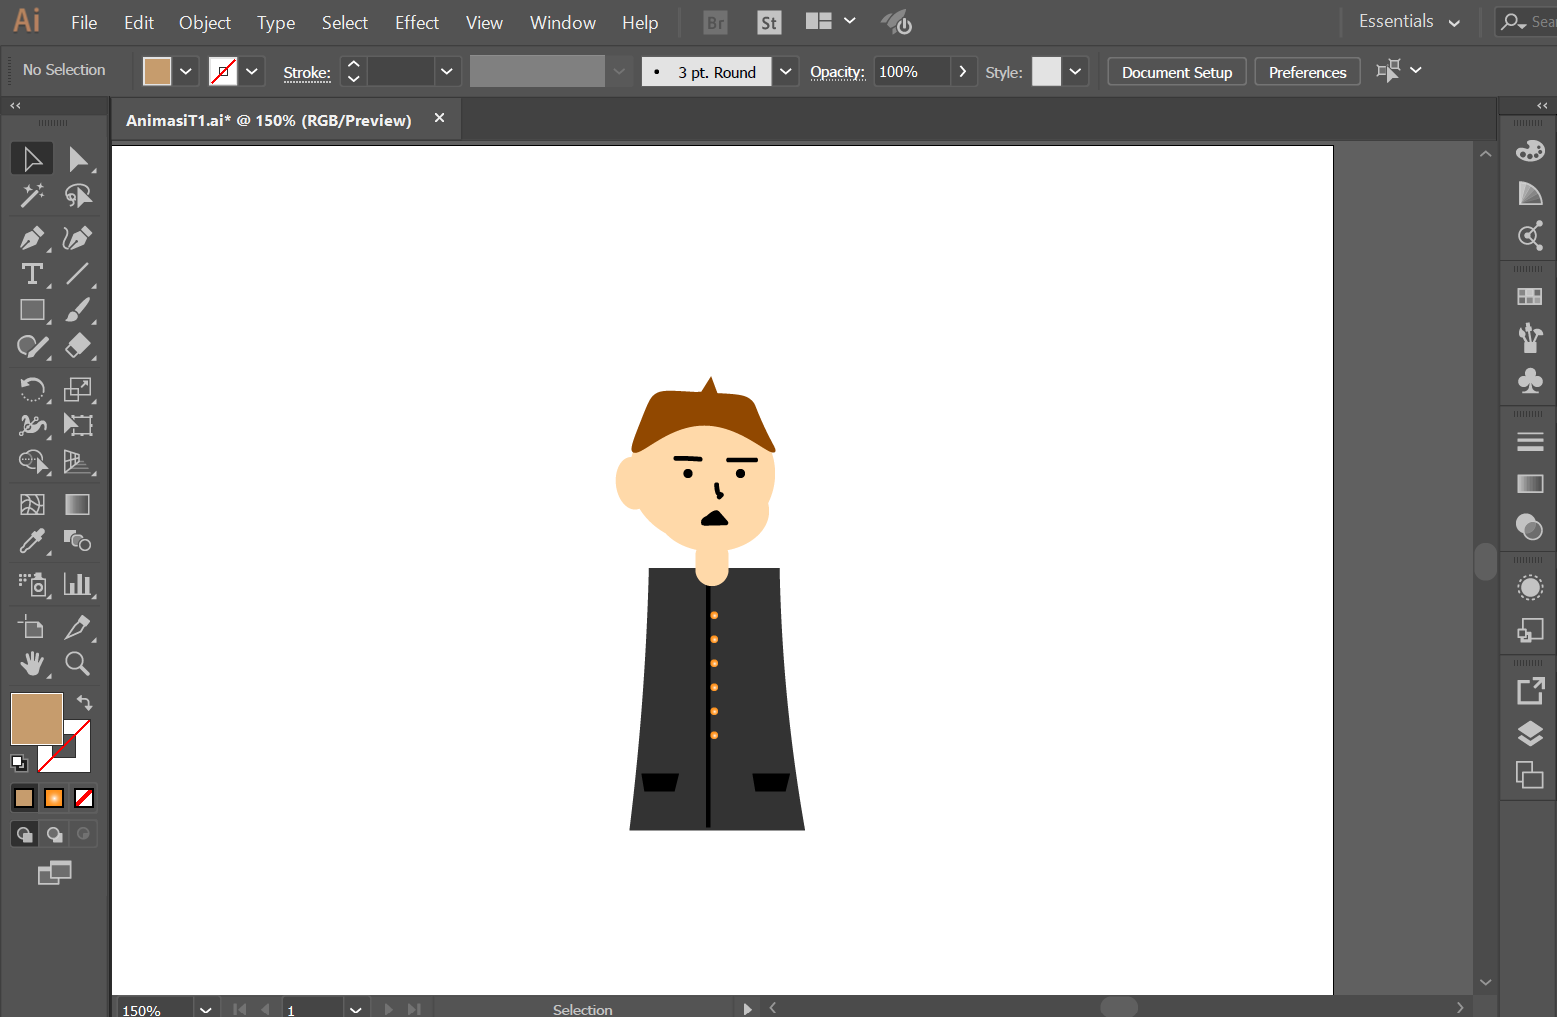 Ai File Edit Object Type Select Effect View Window Help Br St Essentials Sear
No Selection Stroke: 3 pt. Round Opacity: 100% Style: Document Setup Preferences
AnimasiT1.ai* @ 150% (RGB/Preview)
150% 1 Selection